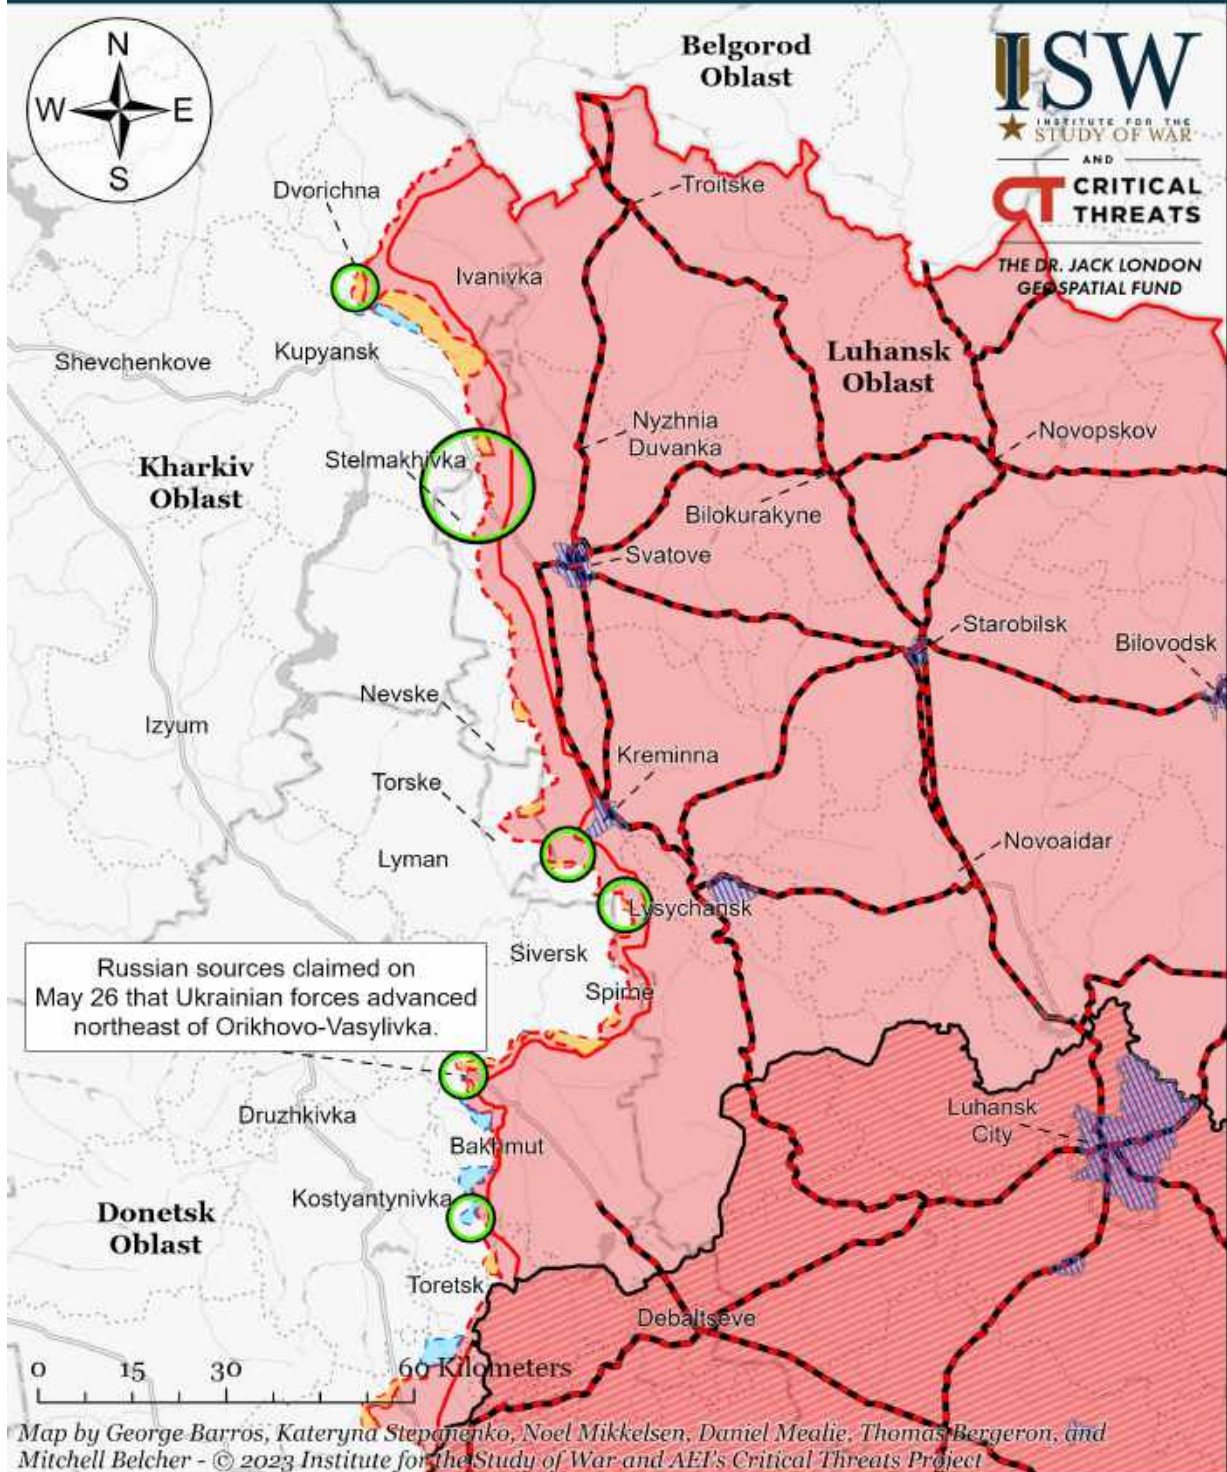 N
W
E
S
Belgorod
Oblast
ISW
INSTITUTE FOR THE
STUDY OF WAR
AND
CT CRITICAL
THREATS
THE DR. JACK LONDON
GEOSPATIAL FUND
Dvorichna
Troitske
Ivanivka
Shevchenkove
Kupyansk
Luhansk
Oblast
Nyzhnia
Duvanka
Novopskov
Kharkiv
Oblast
Stelmakhivka
Bilokurakyne
Svatove
Starobilsk
Bilovodsk
Nevske
Izyum
Kreminna
Torske
Lyman
Novoaidar
Lysychansk
Siversk
Spirne
Russian sources claimed on
May 26 that Ukrainian forces advanced
northeast of Orikhovo-Vasylivka.
Druzhkivka
Luhansk
City
Bakhmut
Kostyantynivka
Donetsk
Oblast
Toretsk
Debaltseve
0 15 30 60 Kilometers
Map by George Barros, Kateryna Stepanenko, Noel Mikkelsen, Daniel Mealie, Thomas Bergeron, and
Mitchell Belcher - © 2023 Institute for the Study of War and AEI's Critical Threats Project